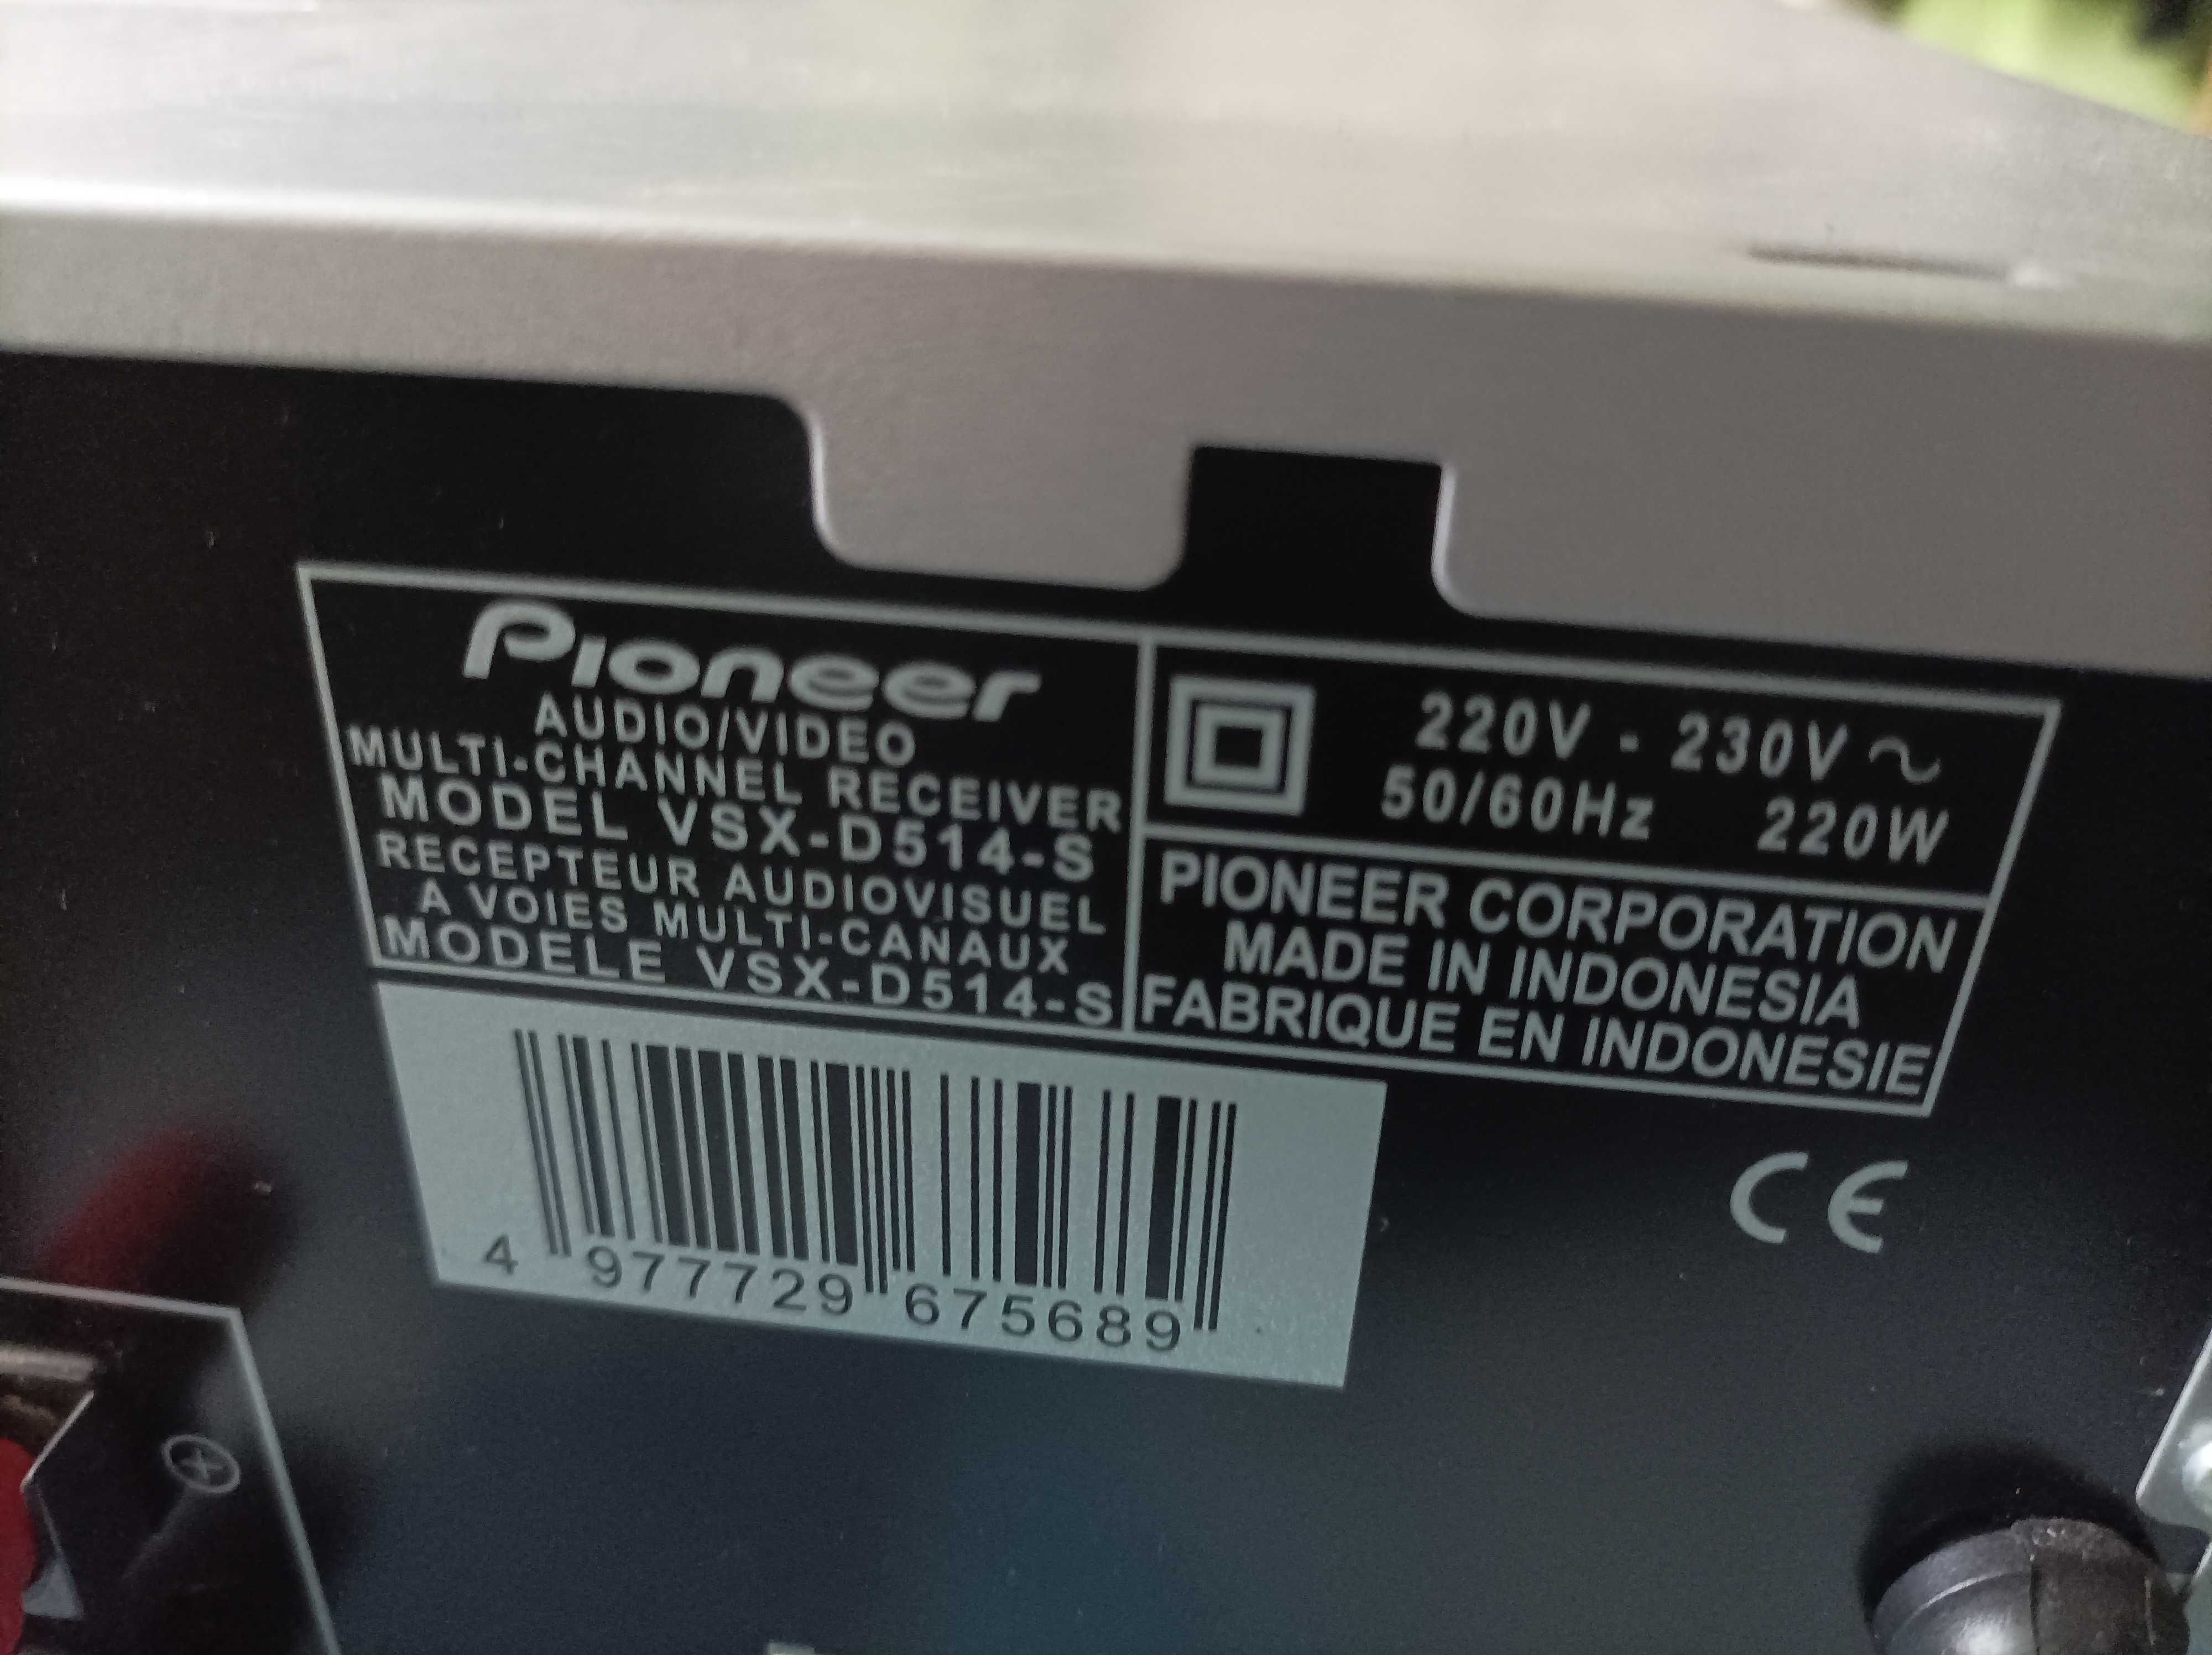 Pioneer
AUDIO/VIDEO
MULTI-CHANNEL RECEIVER
MODEL VSX-D514-S
RECEPTEUR AUDIOVISUEL
A VOIES MULTI-CANAUX
MODELE VSX-D514-S
220V - 230V ~
50/60Hz 220W
PIONEER CORPORATION
MADE IN INDONESIA
FABRIQUE EN INDONESIE
4 977729 675689
CE